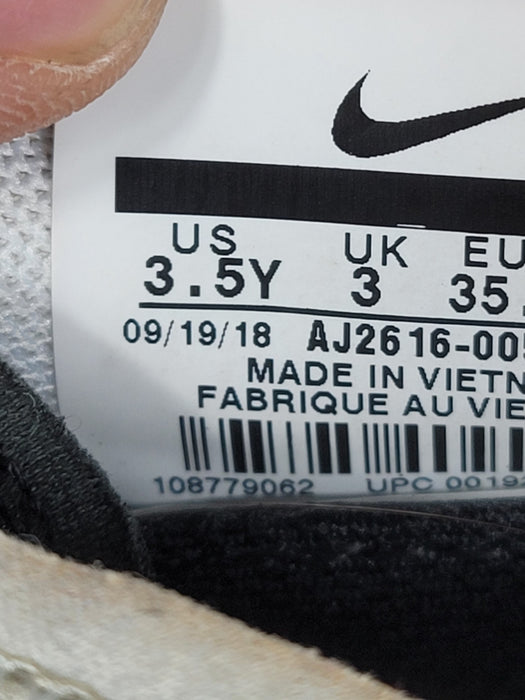 US UK EU
3.5Y 3 35.
09/19/18 AJ2616-00
MADE IN VIETN
FABRIQUE AU VIE
108779062 UPC 00193